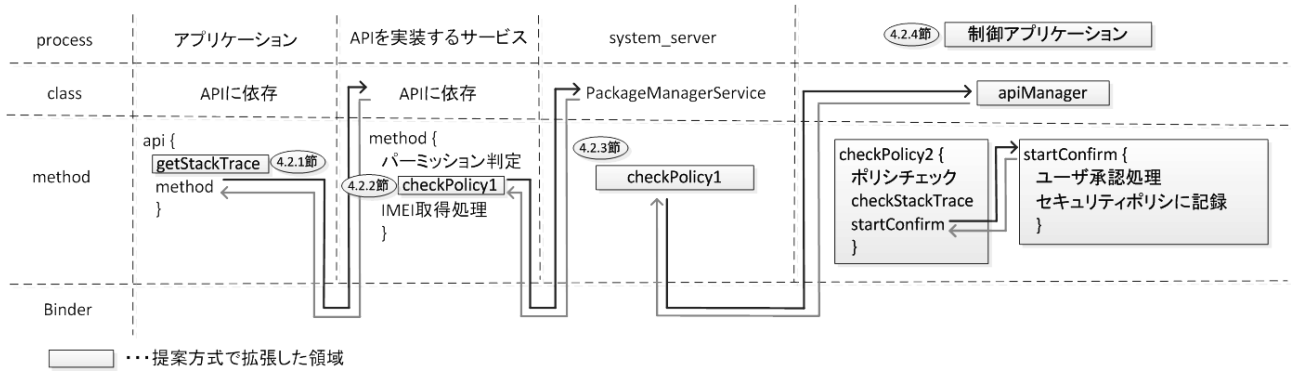 process
アプリケーション
APIを実装するサービス
system_server
4.2.4節
制御アプリケーション
class
APIに依存
APIに依存
PackageManagerService
apiManager
method
api {
getStackTrace
4.2.1節
method
}
method {
パーミッション判定
4.2.2節
checkPolicy1
IMEI取得処理
}
4.2.3節
checkPolicy1
checkPolicy2 {
ポリシチェック
checkStackTrace
startConfirm
}
startConfirm {
ユーザ承認処理
セキュリティポリシに記録
}
Binder
・・・提案方式で拡張した領域